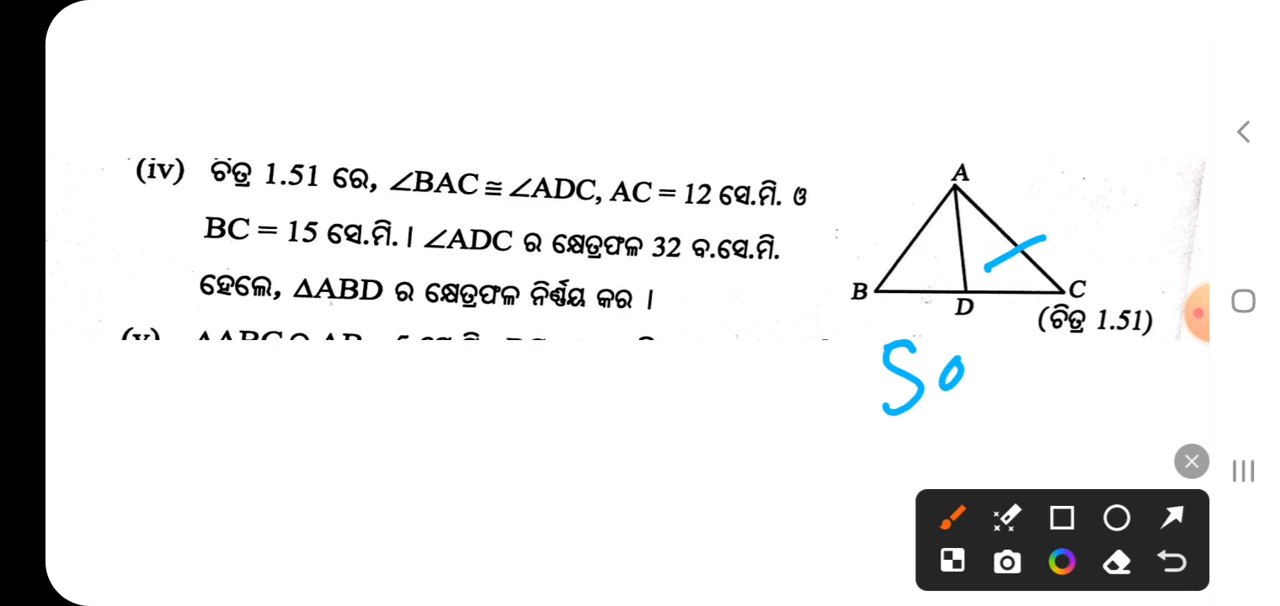 (iv) ଚିତ୍ର 1.51 ରେ, ∠BAC ≅ ∠ADC, AC = 12 ସେ.ମି. ଓ
BC = 15 ସେ.ମି. | ∠ADC ର କ୍ଷେତ୍ରଫଳ 32 ବ.ସେ.ମି.
ହେଲେ, ΔABD ର କ୍ଷେତ୍ରଫଳ ନିର୍ଣ୍ଣୟ କର |
A
B
D
C
(ଚିତ୍ର 1.51)
So